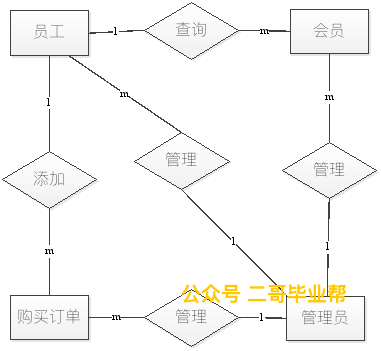 员工 1 查询 m 会员
1 m m
添加 管理 管理
m 1 1
公众号 二哥毕业帮
购买订单 m 管理 1 管理员